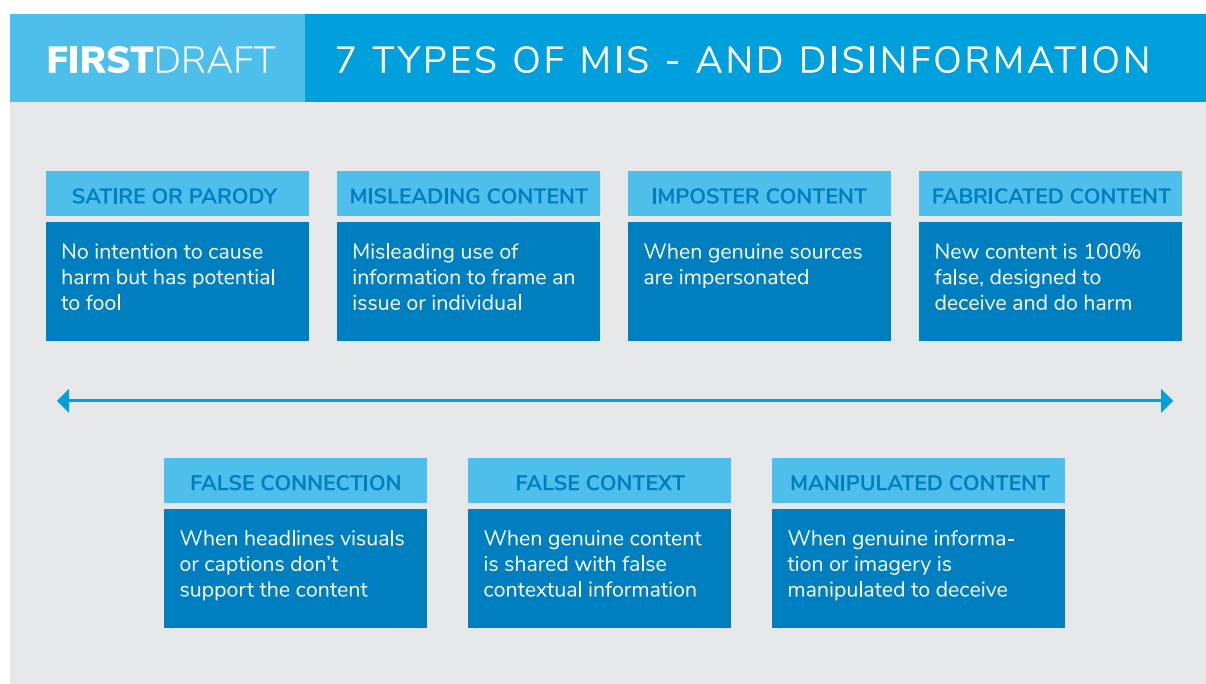 FIRSTDRAFT
7 TYPES OF MIS - AND DISINFORMATION
SATIRE OR PARODY
No intention to cause
harm but has potential
to fool
MISLEADING CONTENT
Misleading use of
information to frame an
issue or individual
IMPOSTER CONTENT
When genuine sources
are impersonated
FABRICATED CONTENT
New content is 100%
false, designed to
deceive and do harm
FALSE CONNECTION
When headlines visuals
or captions don’t
support the content
FALSE CONTEXT
When genuine content
is shared with false
contextual information
MANIPULATED CONTENT
When genuine informa-
tion or imagery is
manipulated to deceive